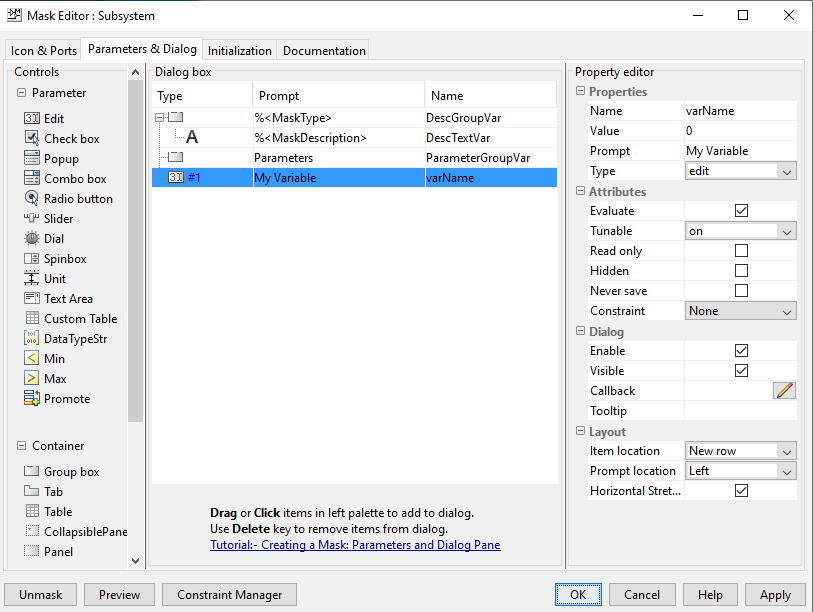 Mask Editor : Subsystem
Icon & Ports
Parameters & Dialog
Initialization
Documentation
Controls
Parameter
Edit
Check box
Popup
Combo box
Radio button
Slider
Dial
Spinbox
Unit
Text Area
Custom Table
DataTypeStr
Min
Max
Promote
Container
Group box
Tab
Table
CollapsiblePane
Panel
Dialog box
Type Prompt Name
%<MaskType> DescGroupVar
A %<MaskDescription> DescTextVar
Parameters ParameterGroupVar
#1 My Variable varName
Drag or Click items in left palette to add to dialog.
Use Delete key to remove items from dialog.
Tutorial:- Creating a Mask: Parameters and Dialog Pane
Property editor
Properties
Name varName
Value 0
Prompt My Variable
Type edit
Attributes
Evaluate
Tunable on
Read only
Hidden
Never save
Constraint None
Dialog
Enable
Visible
Callback
Tooltip
Layout
Item location New row
Prompt location Left
Horizontal Stret...
Unmask
Preview
Constraint Manager
OK
Cancel
Help
Apply